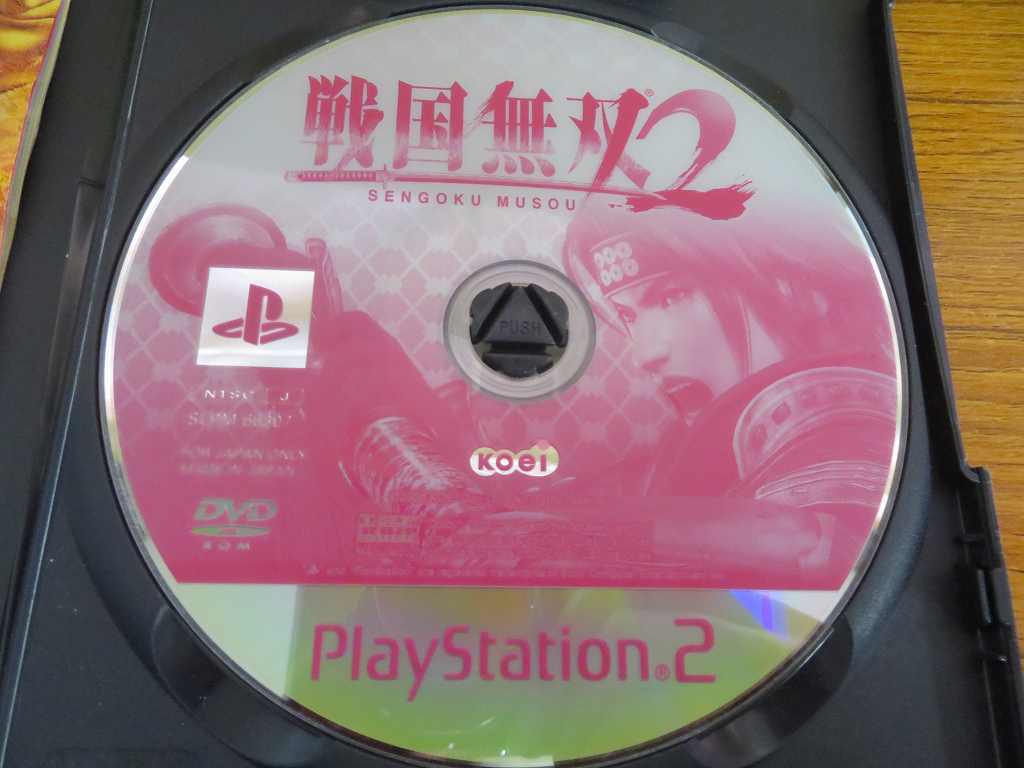 戦国無双®2
SENGOKU MUSOU
PUSH
NTSC J
FOR JAPAN ONLY
MADE IN JAPAN
KOEI
DVD
ROM
PlayStation®2